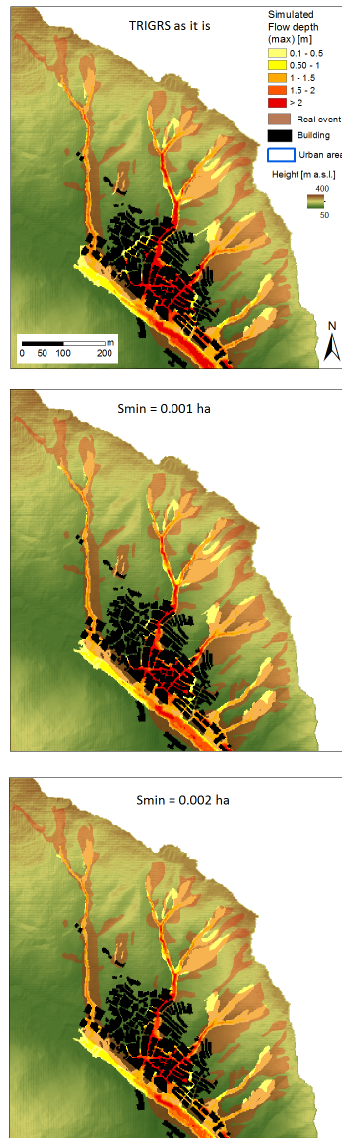 TRIGRS as it is
Simulated
Flow depth
(max) [m]
0.1 - 0.5
0.50 - 1
1 - 1.5
1.5 - 2
> 2
Real event
Building
Urban area
Height [m a.s.l.]
400
50
N
m
0 50 100 200
Smin = 0.001 ha
Smin = 0.002 ha